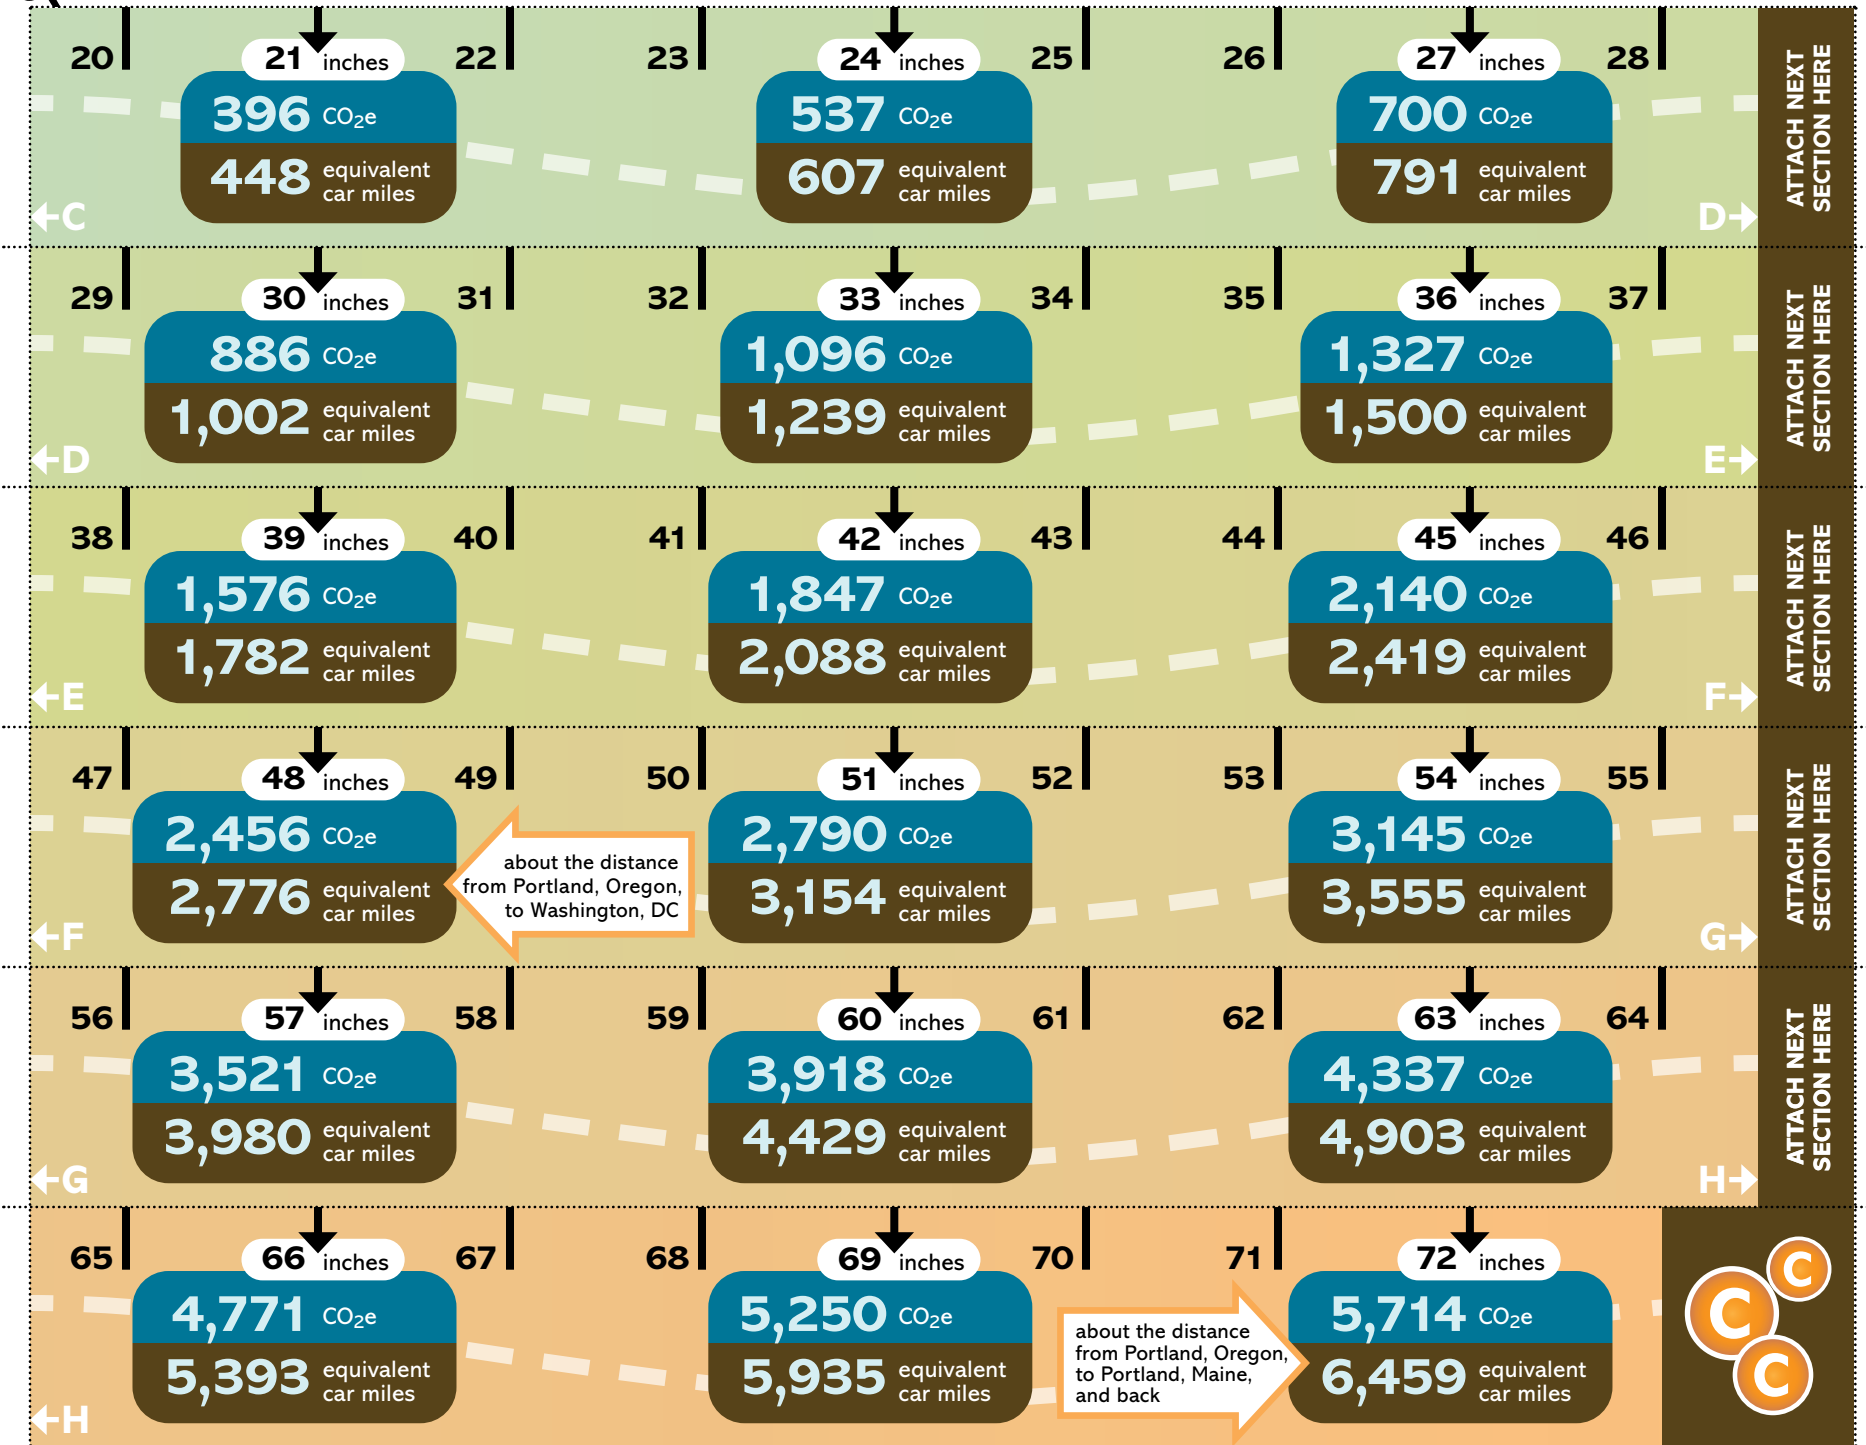 20 21 inches 22 23 24 inches 25 26 27 inches 28
396 CO₂e 537 CO₂e 700 CO₂e
448 equivalent car miles 607 equivalent car miles 791 equivalent car miles
←C D→
ATTACH NEXT
SECTION HERE
29 30 inches 31 32 33 inches 34 35 36 inches 37
886 CO₂e 1,096 CO₂e 1,327 CO₂e
1,002 equivalent car miles 1,239 equivalent car miles 1,500 equivalent car miles
←D E→
ATTACH NEXT
SECTION HERE
38 39 inches 40 41 42 inches 43 44 45 inches 46
1,576 CO₂e 1,847 CO₂e 2,140 CO₂e
1,782 equivalent car miles 2,088 equivalent car miles 2,419 equivalent car miles
←E F→
ATTACH NEXT
SECTION HERE
47 48 inches 49 50 51 inches 52 53 54 inches 55
2,456 CO₂e 2,790 CO₂e 3,145 CO₂e
2,776 equivalent car miles 3,154 equivalent car miles 3,555 equivalent car miles
about the distance
from Portland, Oregon,
to Washington, DC
←F G→
ATTACH NEXT
SECTION HERE
56 57 inches 58 59 60 inches 61 62 63 inches 64
3,521 CO₂e 3,918 CO₂e 4,337 CO₂e
3,980 equivalent car miles 4,429 equivalent car miles 4,903 equivalent car miles
←G H→
ATTACH NEXT
SECTION HERE
65 66 inches 67 68 69 inches 70 71 72 inches
4,771 CO₂e 5,250 CO₂e 5,714 CO₂e
5,393 equivalent car miles 5,935 equivalent car miles 6,459 equivalent car miles
about the distance
from Portland, Oregon,
to Portland, Maine,
and back
←H
C
C
C